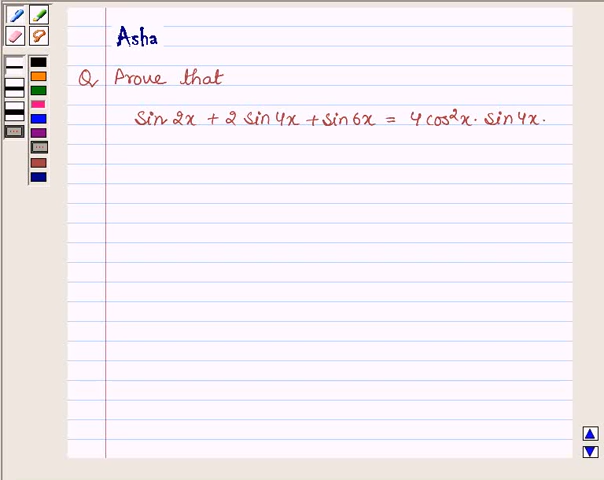 Asha
Q Prove that
Sin 2x + 2 Sin 4x + Sin 6x = 4 cos²x. Sin 4x.